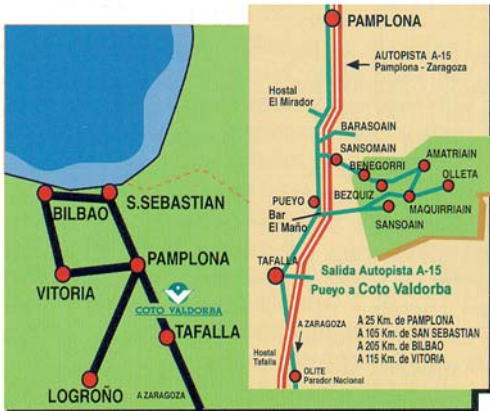 BILBAO
S.SEBASTIAN
VITORIA
PAMPLONA
COTO VALDORBA
TAFALLA
LOGROÑO
A ZARAGOZA
PAMPLONA
AUTOPISTA A-15
Pamplona - Zaragoza
Hostal
El Mirador
BARASOAIN
SANSOMAIN
BENEGORRI
AMATRIAIN
OLLETA
BEZQUIZ
MAQUIRRIAIN
PUEYO
SANSOAIN
Bar
El Maño
TAFALLA
Salida Autopista A-15
Pueyo a Coto Valdorba
A ZARAGOZA
A 25 Km. de PAMPLONA
A 105 Km. de SAN SEBASTIAN
A 205 Km. de BILBAO
A 115 Km. de VITORIA
Hostal
Tafalla
OLITE
Parador Nacional